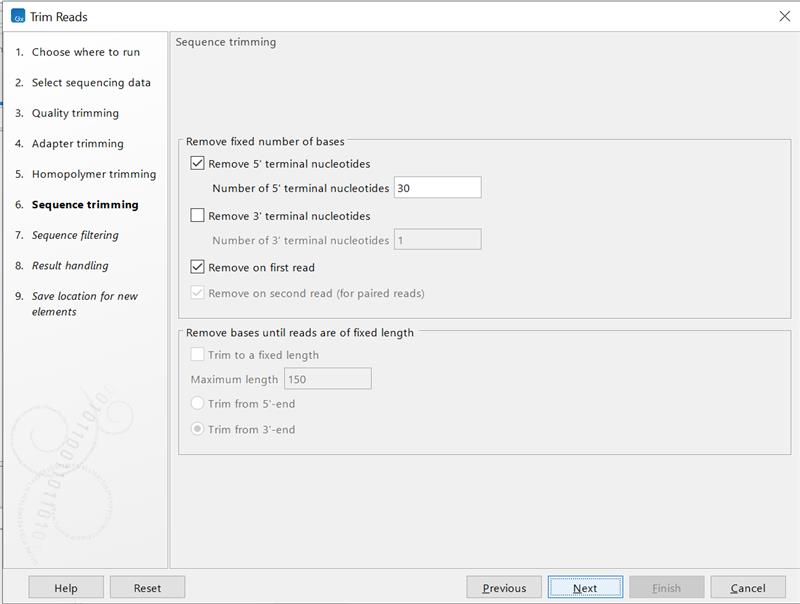 Gx Trim Reads
1. Choose where to run
2. Select sequencing data
3. Quality trimming
4. Adapter trimming
5. Homopolymer trimming
6. Sequence trimming
7. Sequence filtering
8. Result handling
9. Save location for new
elements
Sequence trimming
Remove fixed number of bases
Remove 5' terminal nucleotides
Number of 5' terminal nucleotides 30
Remove 3' terminal nucleotides
Number of 3' terminal nucleotides 1
Remove on first read
Remove on second read (for paired reads)
Remove bases until reads are of fixed length
Trim to a fixed length
Maximum length 150
Trim from 5'-end
Trim from 3'-end
Help Reset Previous Next Finish Cancel